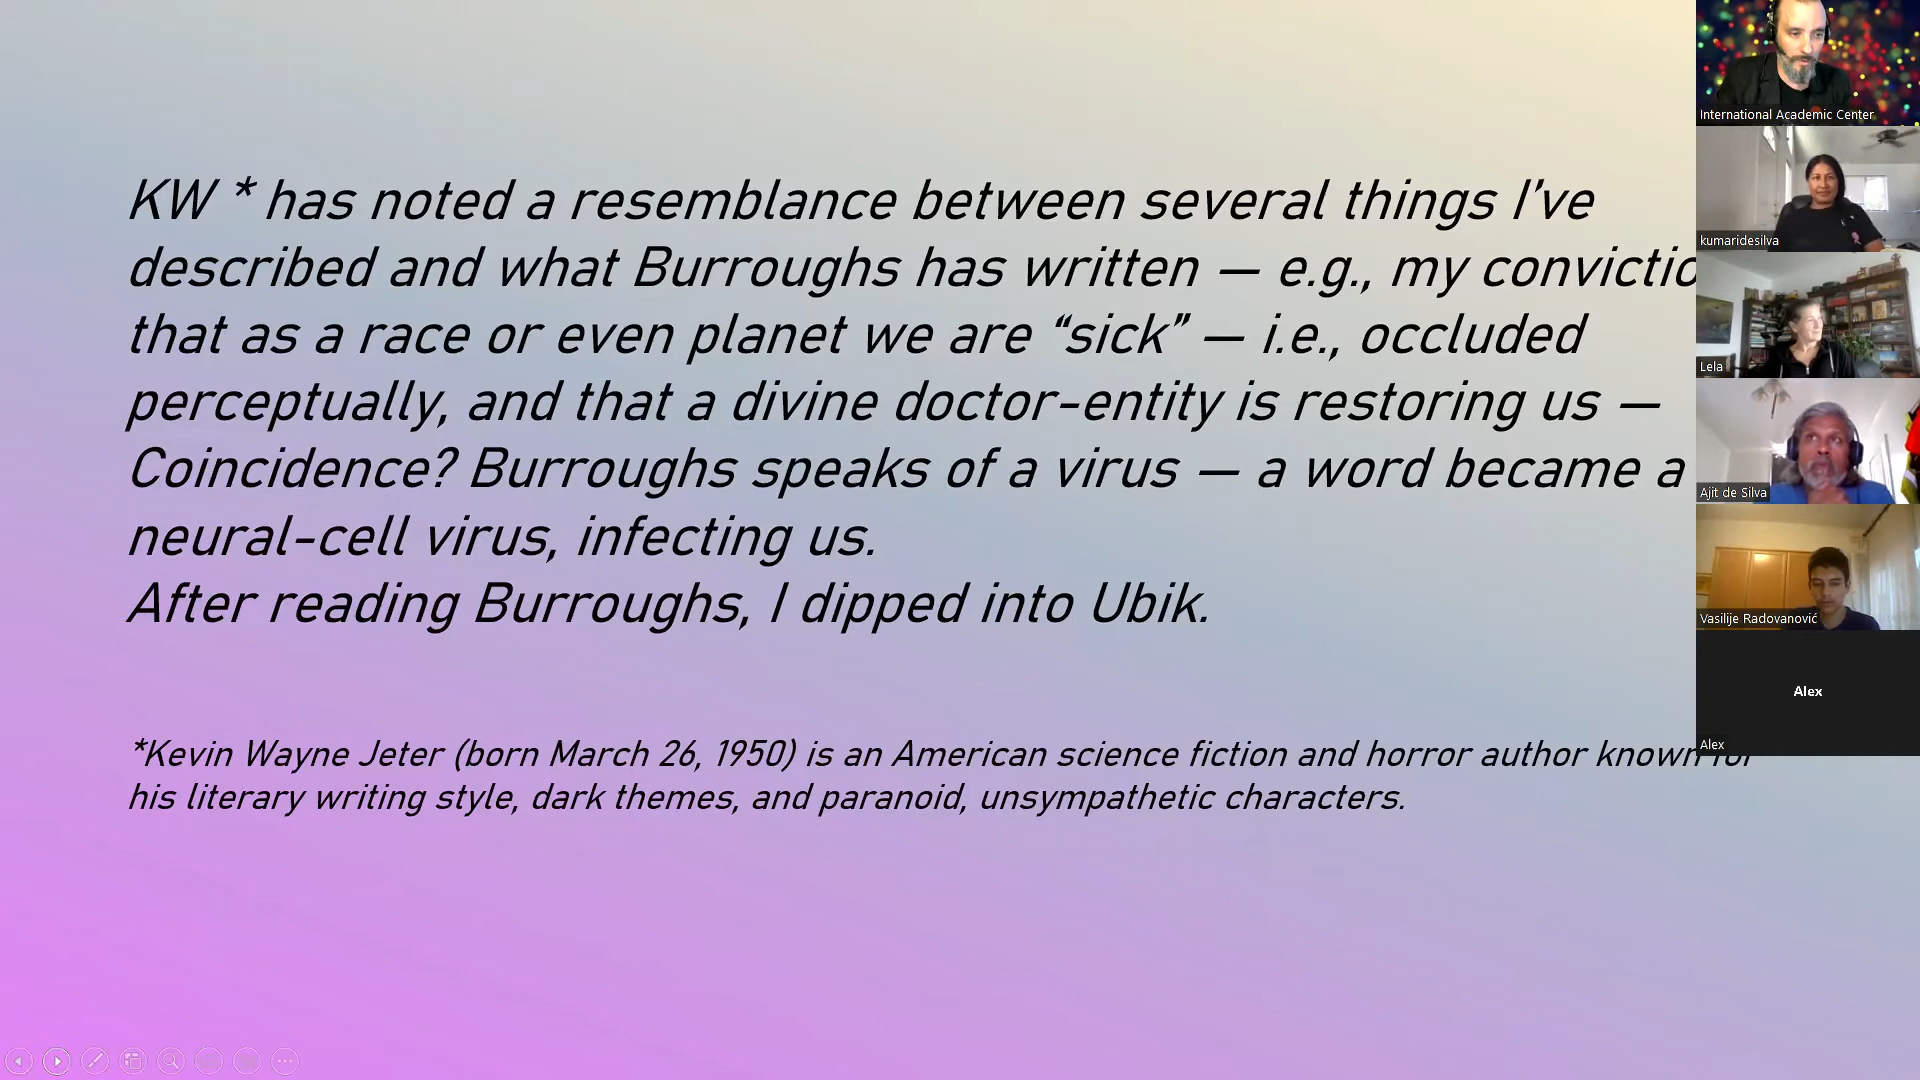 KW * has noted a resemblance between several things I've
described and what Burroughs has written — e.g., my convictio
that as a race or even planet we are “sick” — i.e., occluded
perceptually, and that a divine doctor-entity is restoring us —
Coincidence? Burroughs speaks of a virus — a word became a
neural-cell virus, infecting us.
After reading Burroughs, I dipped into Ubik.
*Kevin Wayne Jeter (born March 26, 1950) is an American science fiction and horror author known for
his literary writing style, dark themes, and paranoid, unsympathetic characters.
International Academic Center
kumaridesilva
Lela
Ajit de Silva
Vasilije Radovanović
Alex
Alex